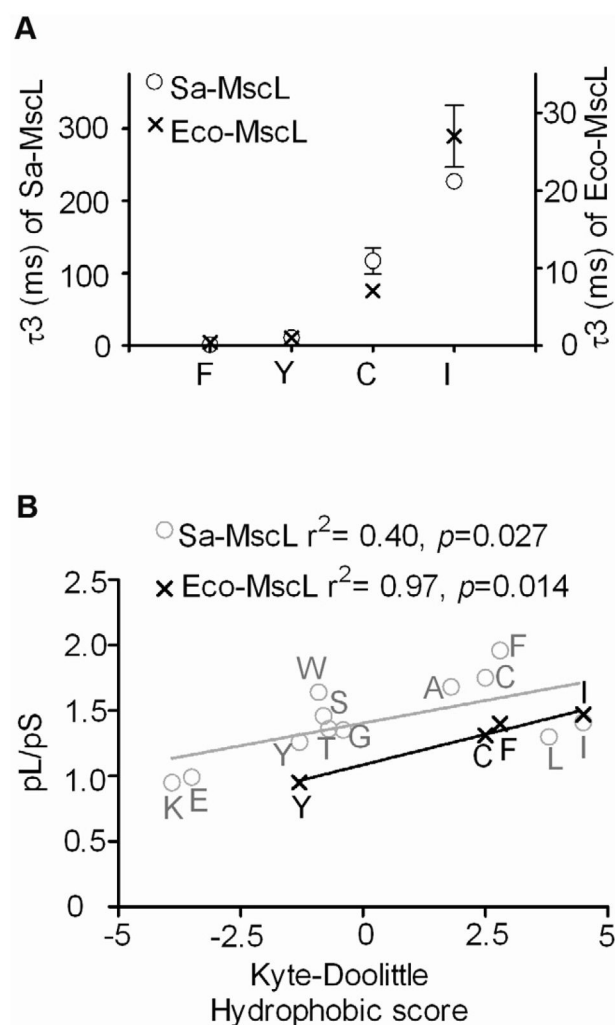 A
○ Sa-MscL
× Eco-MscL
τ3 (ms) of Sa-MscL
300
200
100
0
τ3 (ms) of Eco-MscL
30
20
10
0
F Y C I
B
○ Sa-MscL r² = 0.40, p=0.027
× Eco-MscL r² = 0.97, p=0.014
pL/pS
2.5
2.0
1.5
1.0
0.5
0
W
S
A
F
C
I
Y
T
G
C
F
L
I
K
E
Y
-5 -2.5 0 2.5 5
Kyte-Doolittle
Hydrophobic score